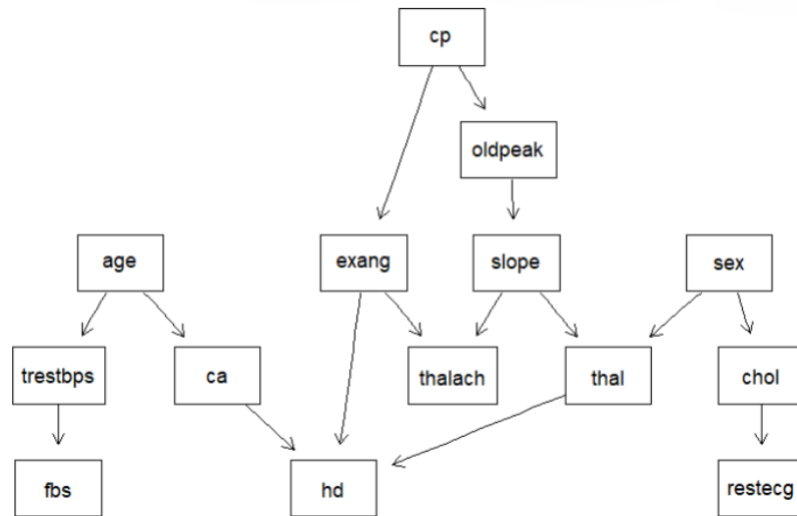 cp
oldpeak
age
exang
slope
sex
trestbps
ca
thalach
thal
chol
fbs
hd
restecg